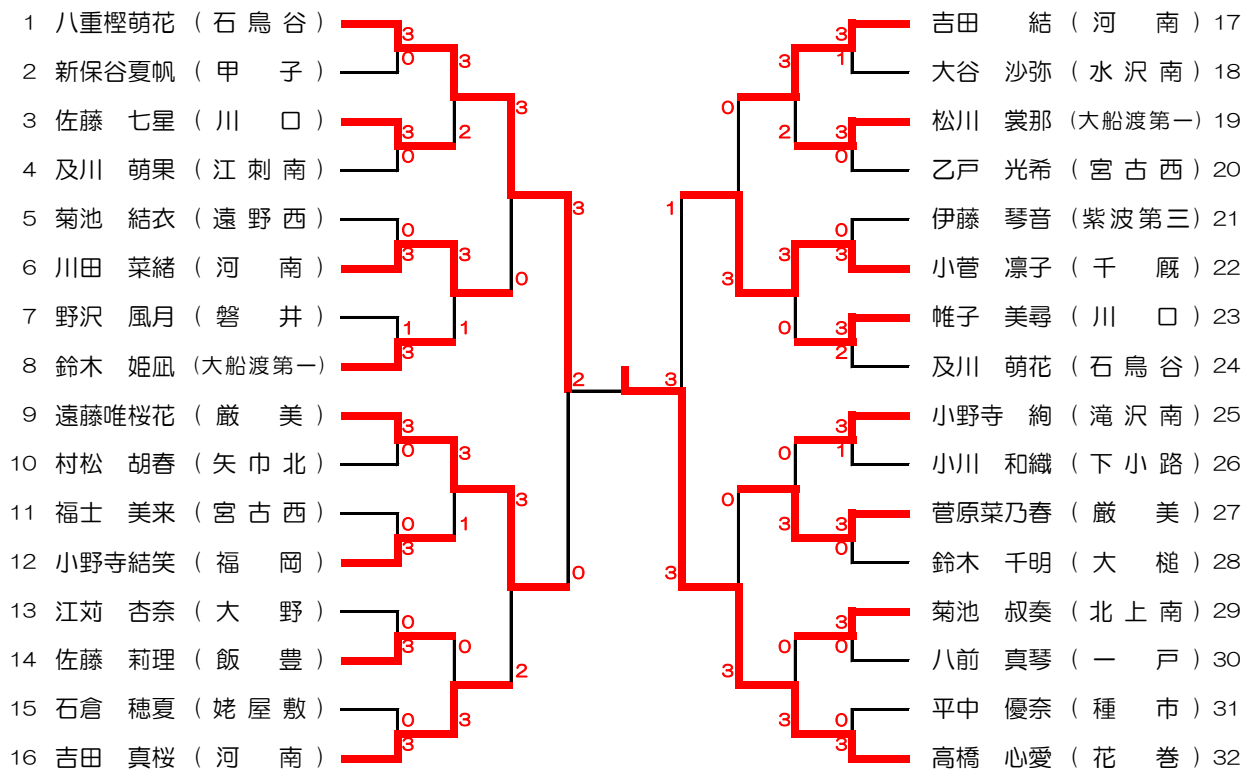 1 八重樫萌花 ( 石 鳥 谷 )
2 新保谷夏帆 ( 甲 子 )
3 佐藤 七星 ( 川 口 )
4 及川 萌果 ( 江 刺 南 )
5 菊池 結衣 ( 遠 野 西 )
6 川田 菜緒 ( 河 南 )
7 野沢 風月 ( 磐 井 )
8 鈴木 姫凪 (大船渡第一)
9 遠藤唯桜花 ( 厳 美 )
10 村松 胡春 ( 矢 巾 北 )
11 福士 美来 ( 宮 古 西 )
12 小野寺結笑 ( 福 岡 )
13 江苅 杏奈 ( 大 野 )
14 佐藤 莉理 ( 飯 豊 )
15 石倉 穂夏 ( 姥 屋 敷 )
16 吉田 真桜 ( 河 南 )
3
0
3
0
0
3
1
3
3
0
0
3
0
3
0
3
3
2
3
1
3
1
0
3
3
0
3
2
3
0
2
3
1
3
0
3
0
3
3
2
3
0
0
3
0
3
3
1
3
0
0
3
3
2
3
1
3
0
3
0
0
3
吉田 結 ( 河 南 ) 17
大谷 沙弥 ( 水 沢 南 ) 18
松川 裳那 (大船渡第一) 19
乙戸 光希 ( 宮 古 西 ) 20
伊藤 琴音 ( 紫波第三 ) 21
小菅 凛子 ( 千 厩 ) 22
帷子 美尋 ( 川 口 ) 23
及川 萌花 ( 石 鳥 谷 ) 24
小野寺 絢 ( 滝 沢 南 ) 25
小川 和織 ( 下 小 路 ) 26
菅原菜乃春 ( 厳 美 ) 27
鈴木 千明 ( 大 槌 ) 28
菊池 叔奏 ( 北 上 南 ) 29
八前 真琴 ( 一 戸 ) 30
平中 優奈 ( 種 市 ) 31
高橋 心愛 ( 花 巻 ) 32